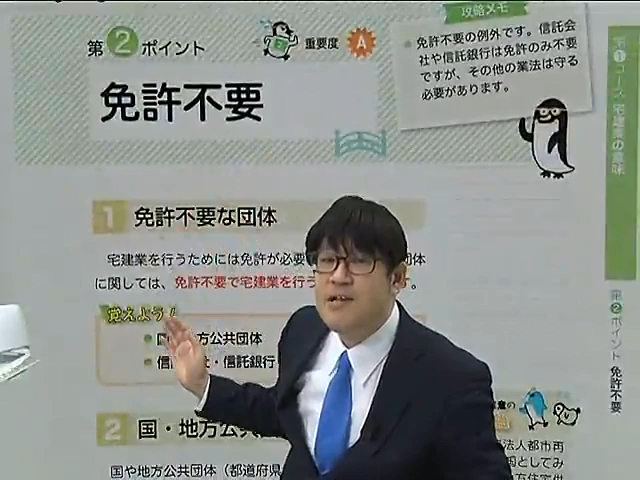 第2ポイント
重要度 A
攻略メモ
免許不要の例外です。信託会
社や信託銀行は免許のみ不要
ですが、その他の業法は守る
必要があります。
免許不要
第1コース 宅建業の意味
1 免許不要な団体
宅建業を行うためには免許が必要
団体
に関しては、免許不要で宅建業を行う
。
覚えよう!
国
方公共団体
信託
社・信託銀行
第2ポイント 免許不要
2 国・地方公共
国や地方公共団体(都道府県
法人都市再
国としてみ